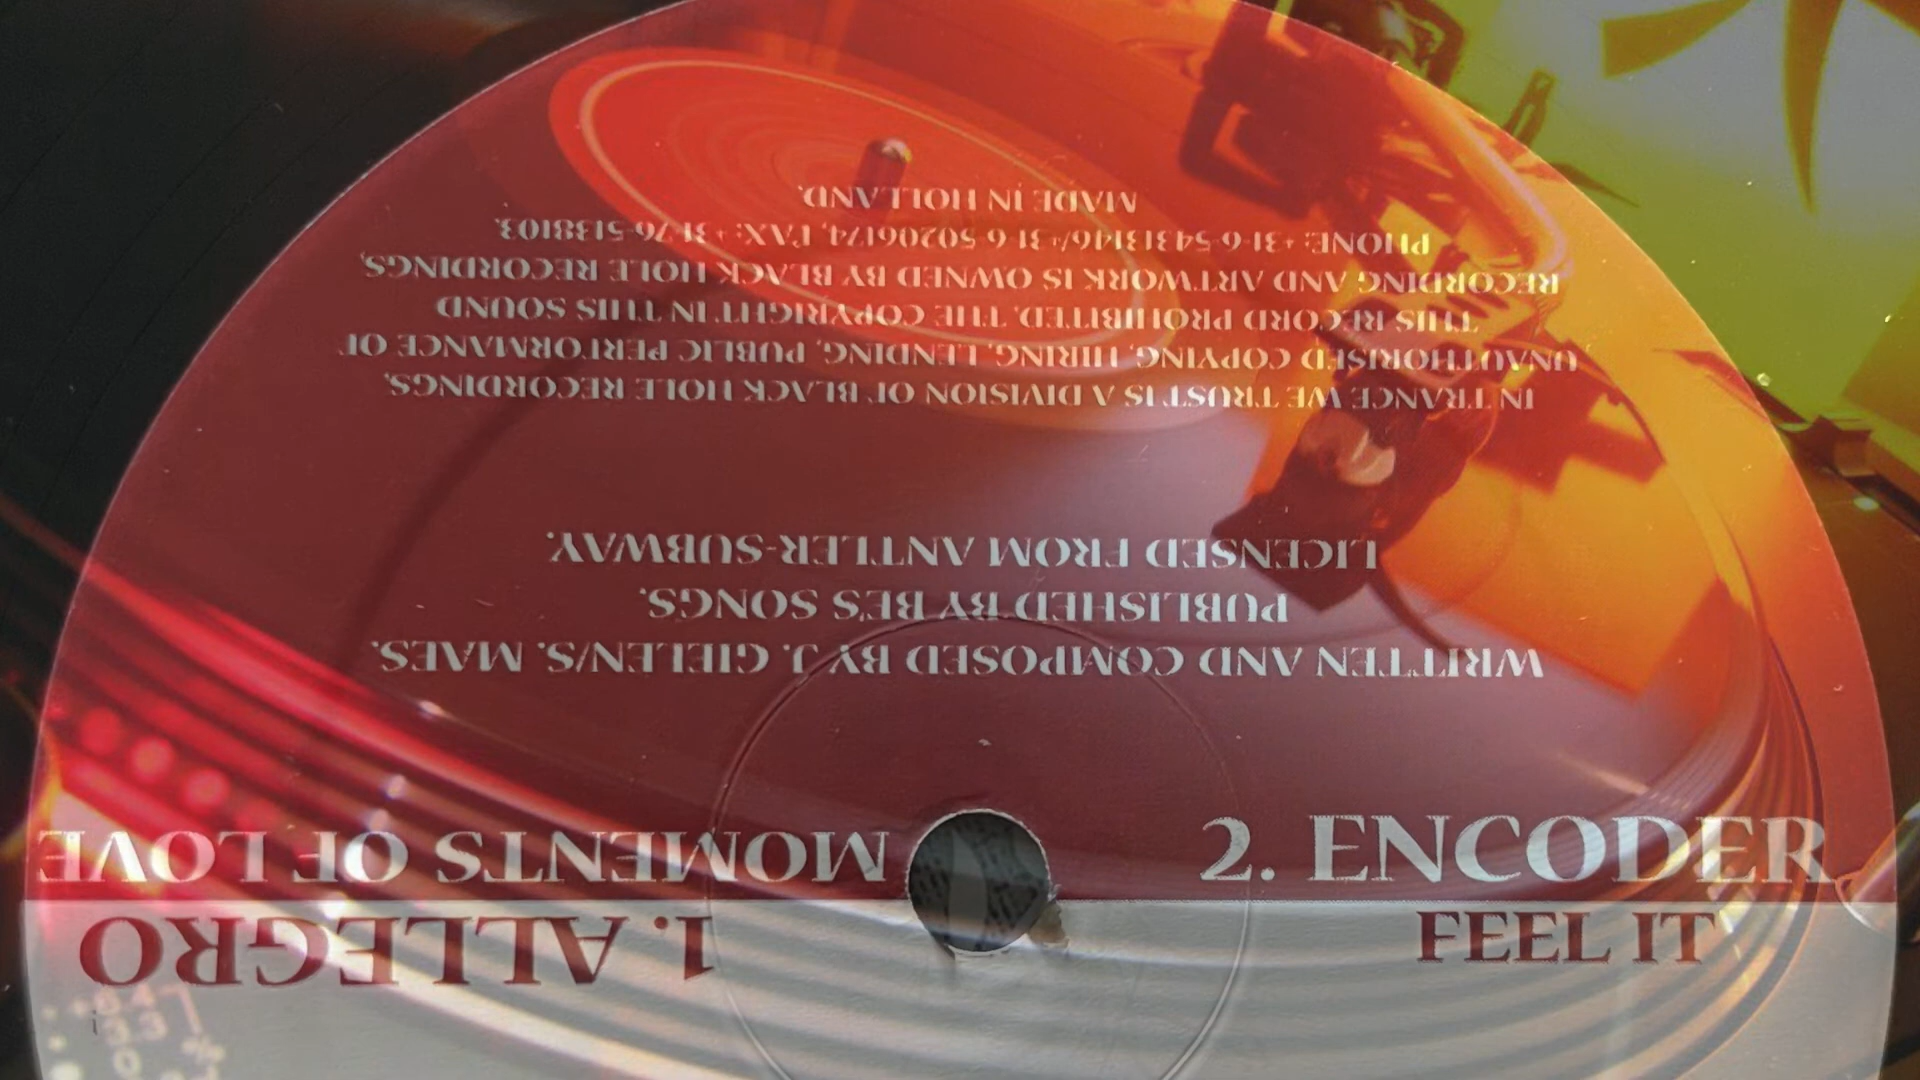 2. ENCODER
FEEL IT
1. ALLEGRO
MOMENTS OF LOVE
WRITTEN AND COMPOSED BY J. GIELEN/S. MAES.
PUBLISHED BY BE'S SONGS.
LICENSED FROM ANTLER-SUBWAY.
IN TRANCE WE TRUST IS A DIVISION OF BLACK HOLE RECORDINGS,
UNAUTHORISED COPYING, HIRING, LENDING, PUBLIC PERFORMANCE OF
THIS RECORD PROHIBITED. THE COPYRIGHT IN THIS SOUND
RECORDING AND ARTWORK IS OWNED BY BLACK HOLE RECORDINGS,
PHONE: +31 6-54313146/+31 6 50206174, FAX: +31-76-5138103.
MADE IN HOLLAND.